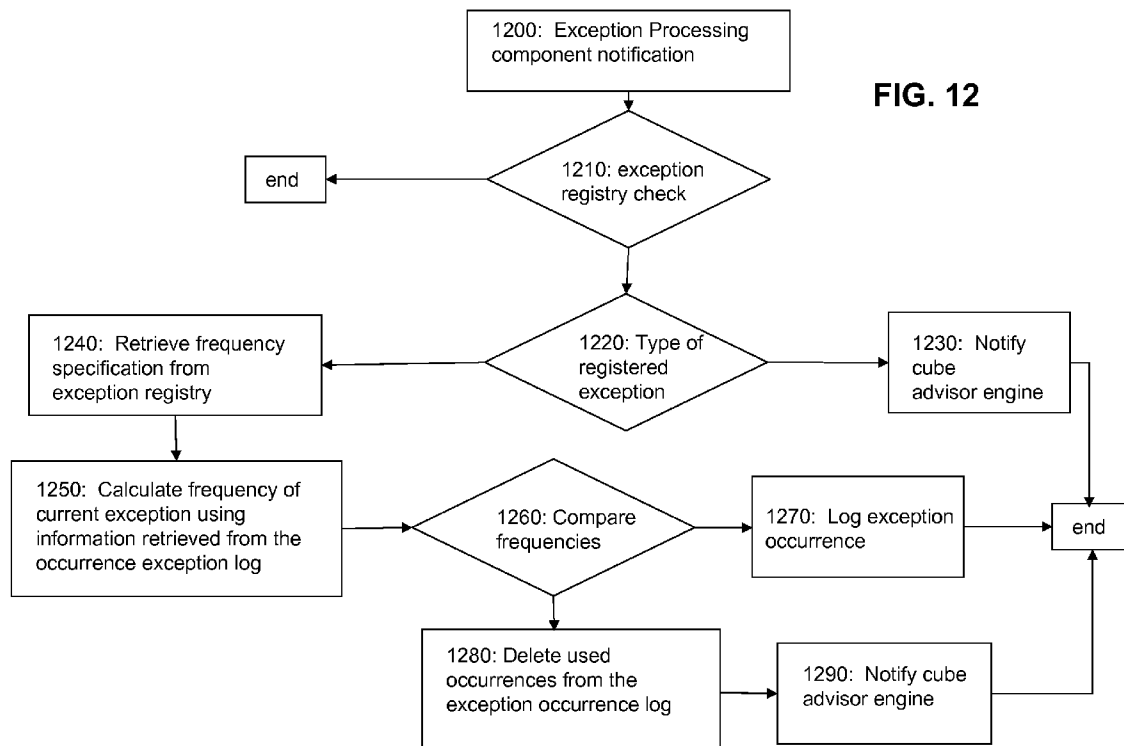 1200: Exception Processing
component notification
FIG. 12
1210: exception
registry check
end
1220: Type of
registered
exception
1240: Retrieve frequency
specification from
exception registry
1230: Notify
cube
advisor engine
1250: Calculate frequency of
current exception using
information retrieved from the
occurrence exception log
1260: Compare
frequencies
1270: Log exception
occurrence
end
1280: Delete used
occurrences from the
exception occurrence log
1290: Notify cube
advisor engine